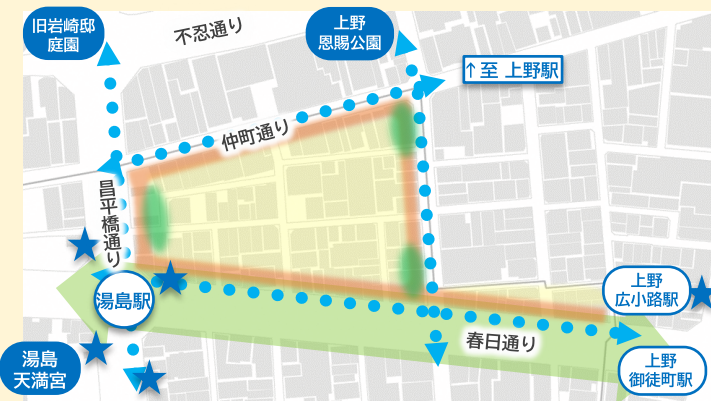 旧岩崎邸
庭園
不忍通り
上野
恩賜公園
↑至 上野駅
仲町通り
昌平橋通り
湯島駅
上野
広小路駅
春日通り
湯島
天満宮
上野
御徒町駅